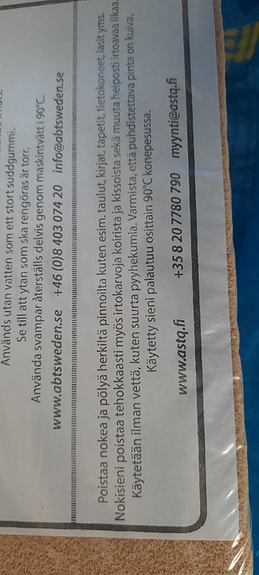 Används utan vatten som ett stort suddgummi.
Se till att ytan som ska rengöras är torr.
Använda svampar återställs delvis genom maskintvätt i 90°C.
www.abtsweden.se +46 (0)8 403 074 20 info@abtsweden.se
Poistaa nokea ja pölyä herkiltä pinnoilta kuten esim. taulut, kirjat, tapetit, tietokoneet, lasit yms.
Nokisieni poistaa tehokkaasti myös irtokarvoja koirista ja kissoista sekä muuta helposti irtoavaa likaa.
Käytetään ilman vettä, kuten suurta pyyhekumia. Varmista, että puhdistettava pinta on kuiva.
Käytetty sieni palautuu osittain 90°C konepesussa.
www.astq.fi +35 8 20 7780 790 myynti@astq.fi